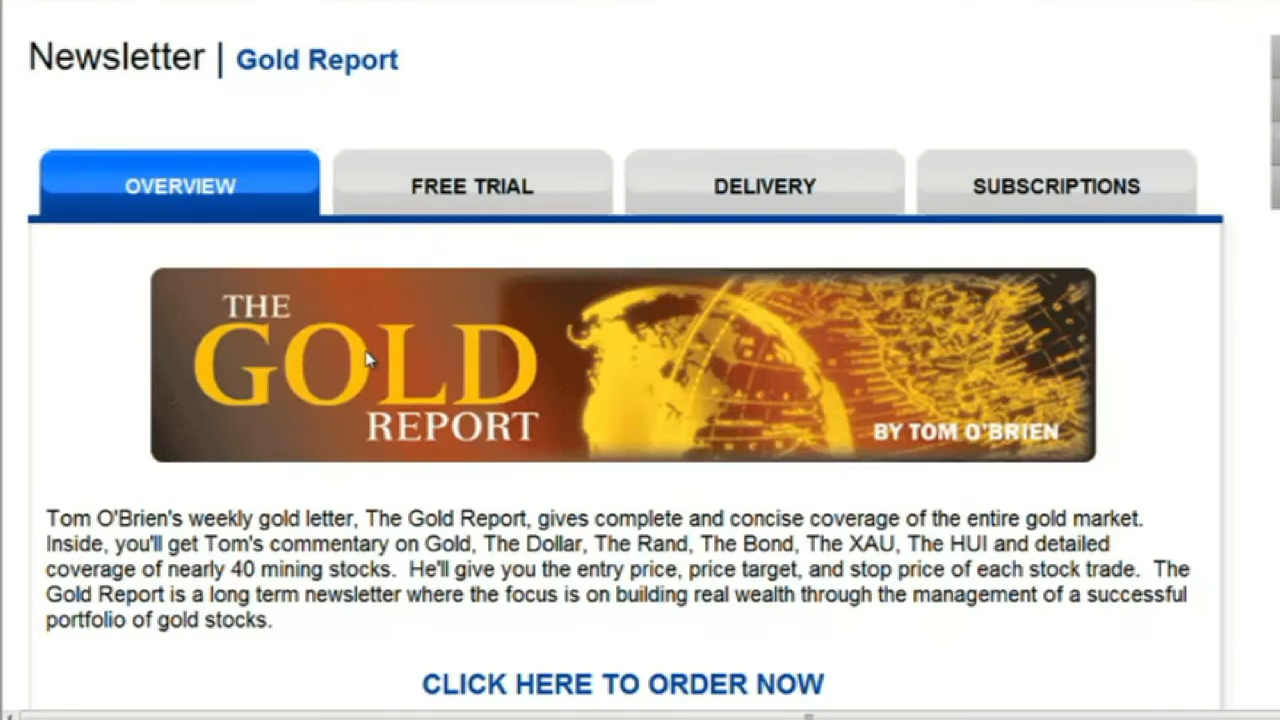 Newsletter | Gold Report
OVERVIEW
FREE TRIAL
DELIVERY
SUBSCRIPTIONS
THE
GOLD
REPORT
BY TOM O'BRIEN
Tom O'Brien's weekly gold letter, The Gold Report, gives complete and concise coverage of the entire gold market.
Inside, you'll get Tom's commentary on Gold, The Dollar, The Rand, The Bond, The XAU, The HUI and detailed
coverage of nearly 40 mining stocks.  He'll give you the entry price, price target, and stop price of each stock trade.  The
Gold Report is a long term newsletter where the focus is on building real wealth through the management of a successful
portfolio of gold stocks.
CLICK HERE TO ORDER NOW